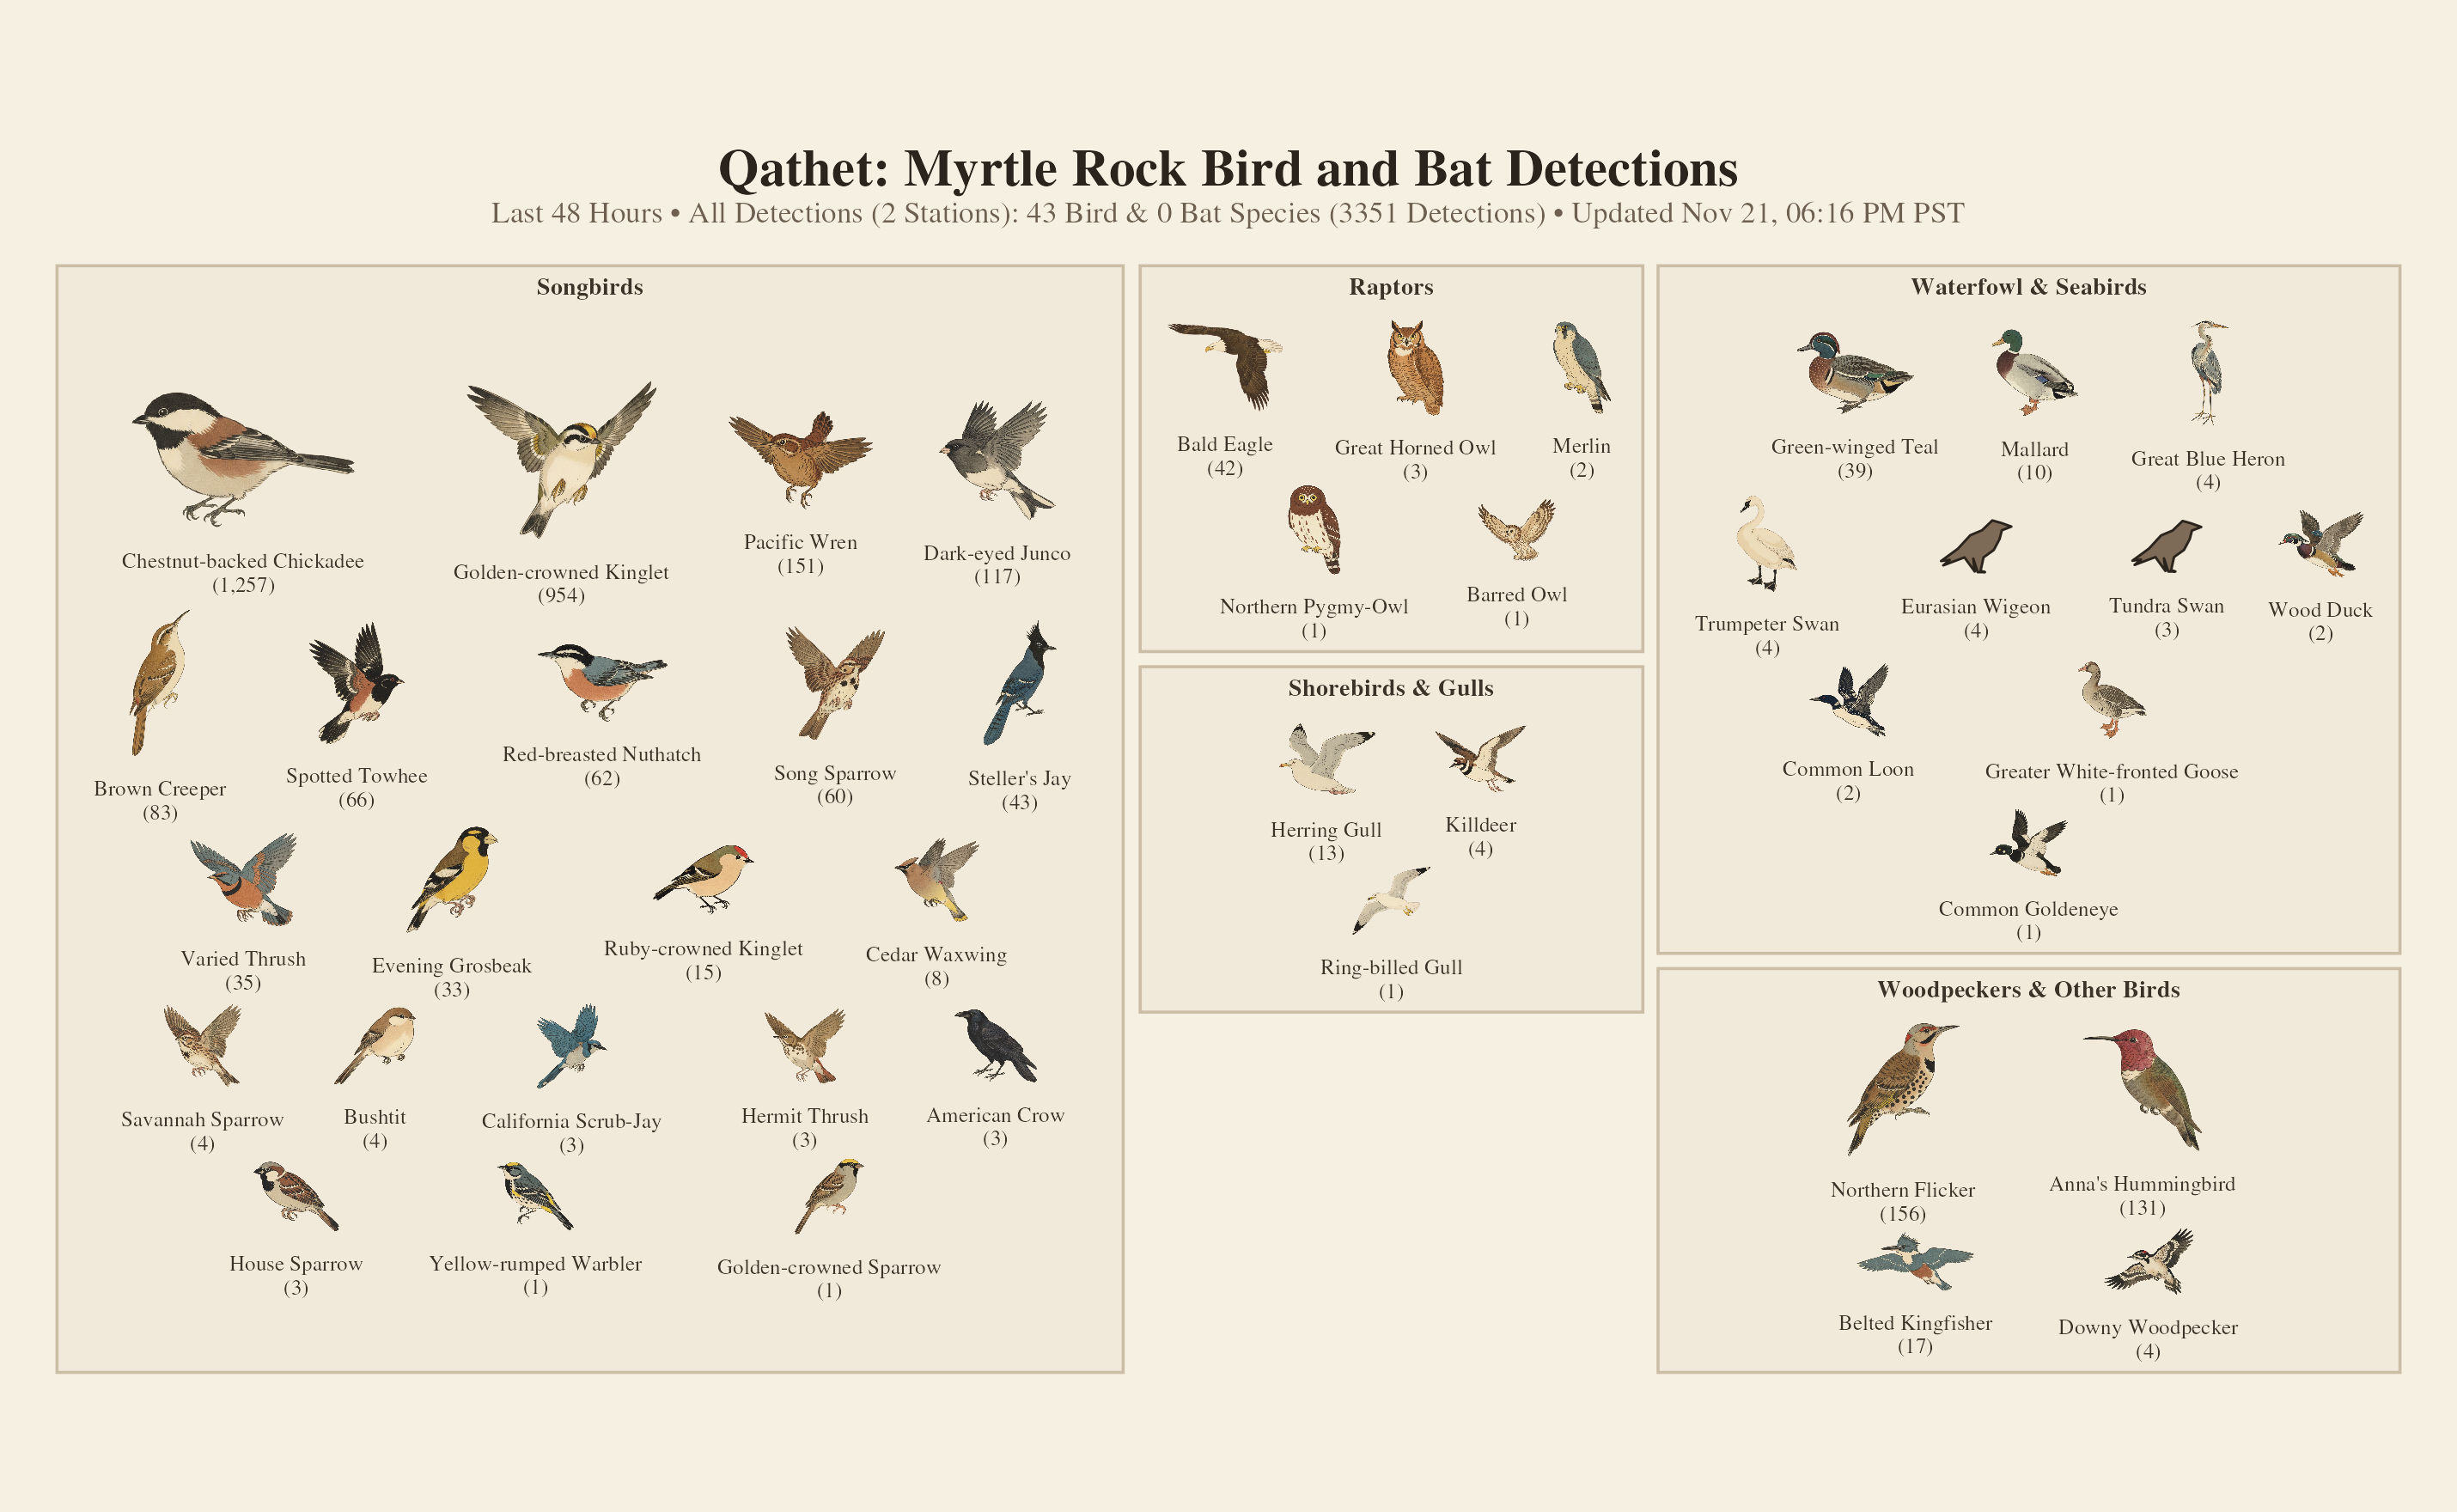 Qathet: Myrtle Rock Bird and Bat Detections
Last 48 Hours • All Detections (2 Stations): 43 Bird & 0 Bat Species (3351 Detections) • Updated Nov 21, 06:16 PM PST
Songbirds
Chestnut-backed Chickadee
(1,257)
Golden-crowned Kinglet
(954)
Pacific Wren
(151)
Dark-eyed Junco
(117)
Brown Creeper
(83)
Spotted Towhee
(66)
Red-breasted Nuthatch
(62)
Song Sparrow
(60)
Steller's Jay
(43)
Varied Thrush
(35)
Evening Grosbeak
(33)
Ruby-crowned Kinglet
(15)
Cedar Waxwing
(8)
Savannah Sparrow
(4)
Bushtit
(4)
California Scrub-Jay
(3)
Hermit Thrush
(3)
American Crow
(3)
House Sparrow
(3)
Yellow-rumped Warbler
(1)
Golden-crowned Sparrow
(1)
Raptors
Bald Eagle
(42)
Great Horned Owl
(3)
Merlin
(2)
Northern Pygmy-Owl
(1)
Barred Owl
(1)
Shorebirds & Gulls
Herring Gull
(13)
Killdeer
(4)
Ring-billed Gull
(1)
Waterfowl & Seabirds
Green-winged Teal
(39)
Mallard
(10)
Great Blue Heron
(4)
Trumpeter Swan
(4)
Eurasian Wigeon
(4)
Tundra Swan
(3)
Wood Duck
(2)
Common Loon
(2)
Greater White-fronted Goose
(1)
Common Goldeneye
(1)
Woodpeckers & Other Birds
Northern Flicker
(156)
Anna's Hummingbird
(131)
Belted Kingfisher
(17)
Downy Woodpecker
(4)